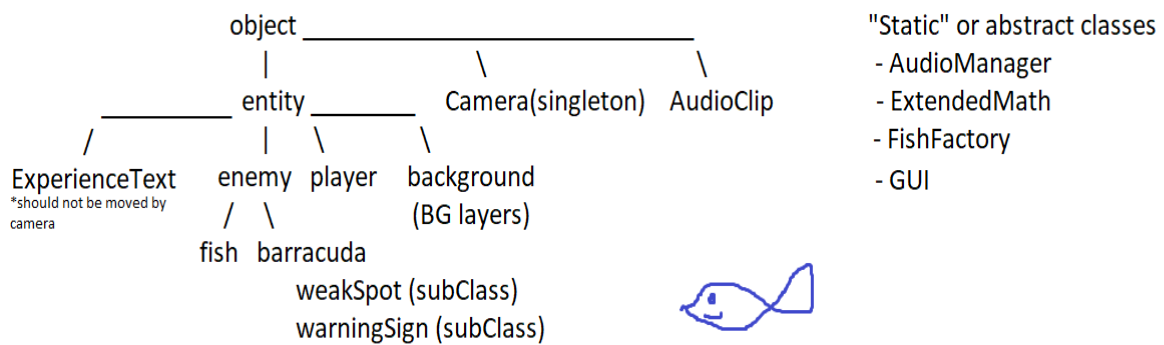 object
entity
Camera(singleton)
AudioClip
ExperienceText
*should not be moved by
camera
enemy
player
background
(BG layers)
fish
barracuda
weakSpot (subClass)
warningSign (subClass)
"Static" or abstract classes
- AudioManager
- ExtendedMath
- FishFactory
- GUI